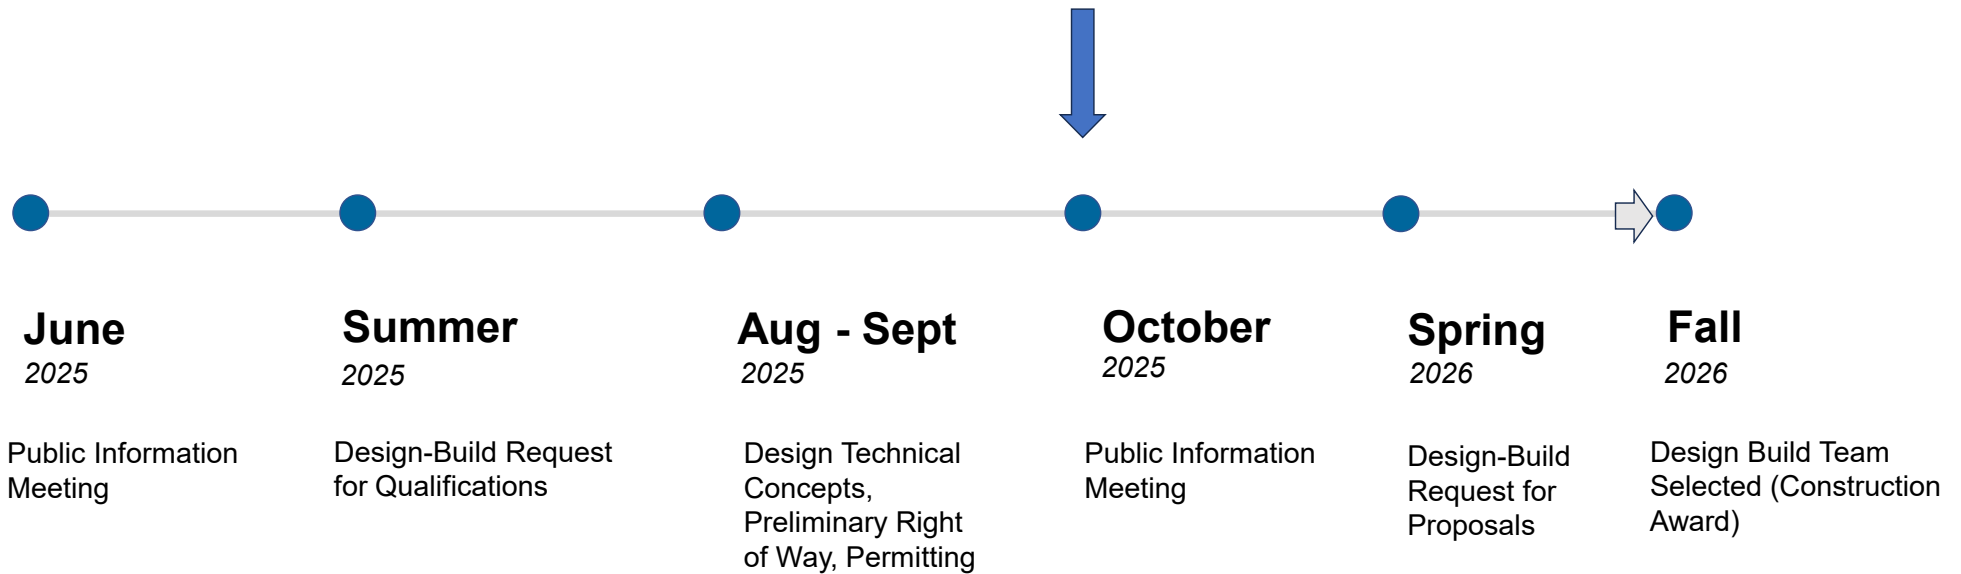 June
2025
Public Information
Meeting
Summer
2025
Design-Build Request
for Qualifications
Aug - Sept
2025
Design Technical
Concepts,
Preliminary Right
of Way, Permitting
October
2025
Public Information
Meeting
Spring
2026
Design-Build
Request for
Proposals
Fall
2026
Design Build Team
Selected (Construction
Award)